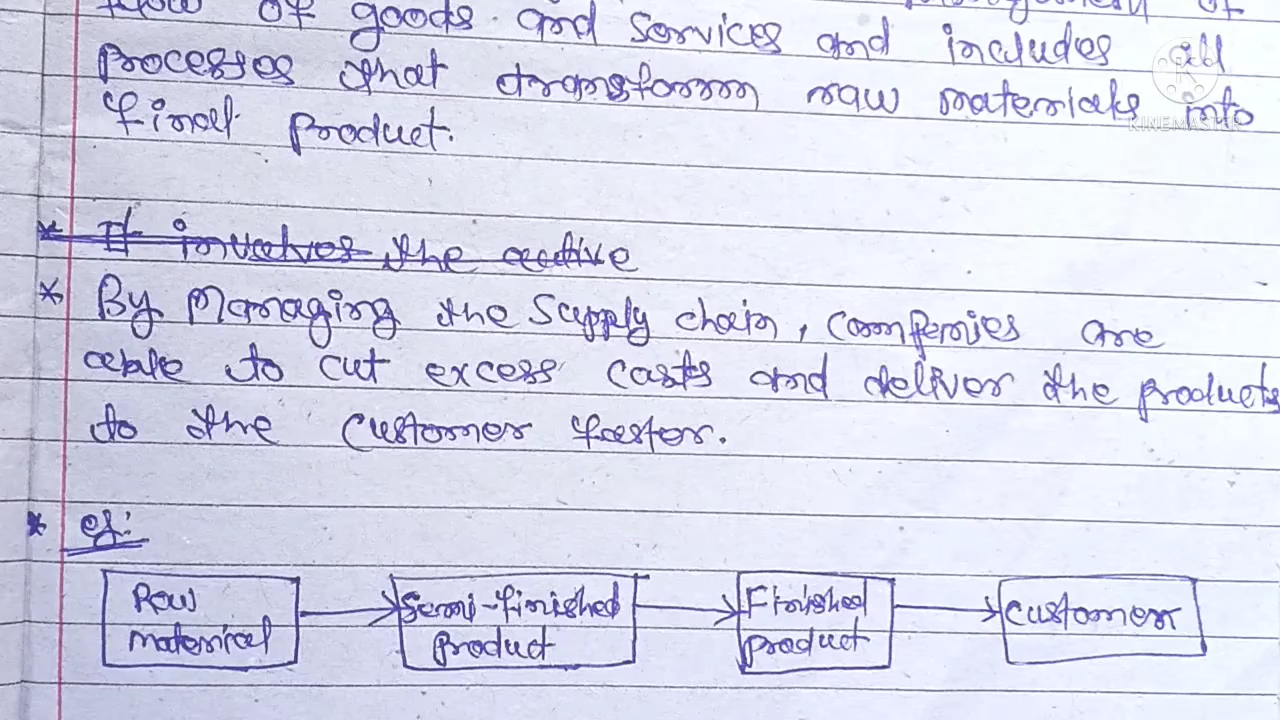 of goods and services and includes all
processes that transform raw materials into
final product.
KINEMASTER
* It involves the active
* By Managing the Supply chain, companies are
able to cut excess costs and deliver the products
to the customer faster.
* eg:
Raw material
Semi-finished product
Finished product
Customer